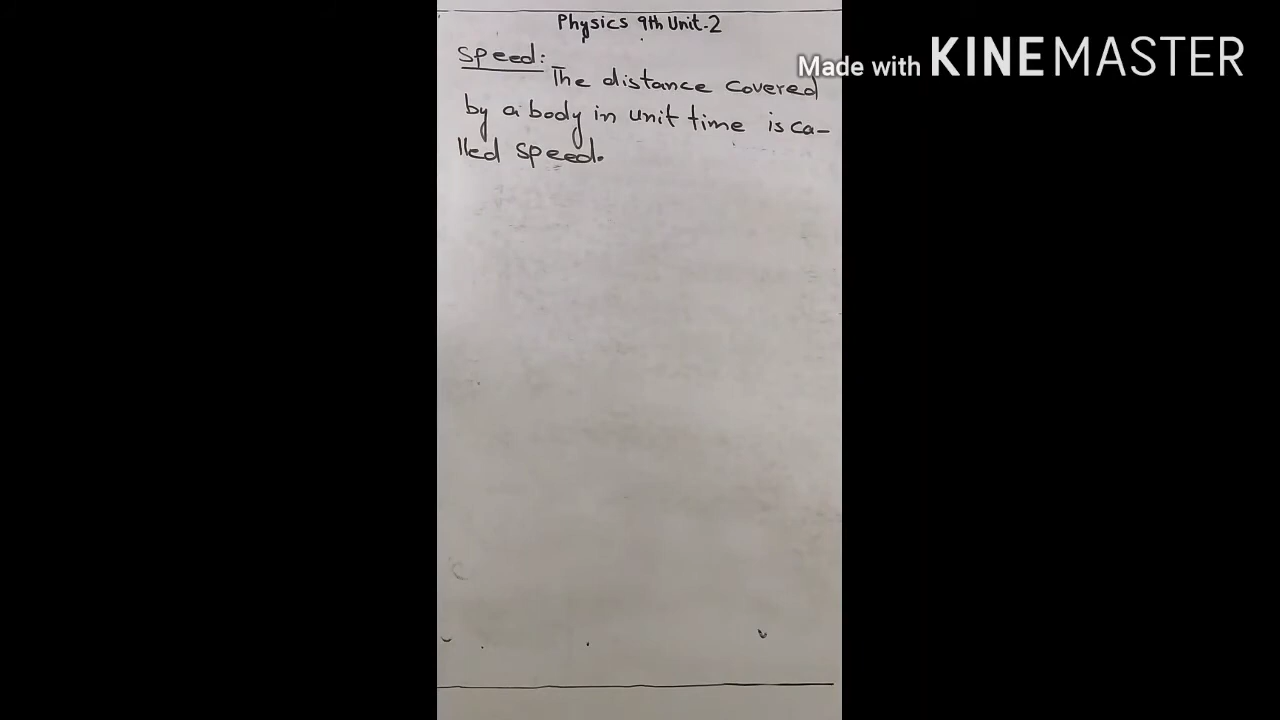 Physics 9th Unit-2
Speed:
The distance covered
by a body in unit time is ca-
lled speed.
Made with KINEMASTER